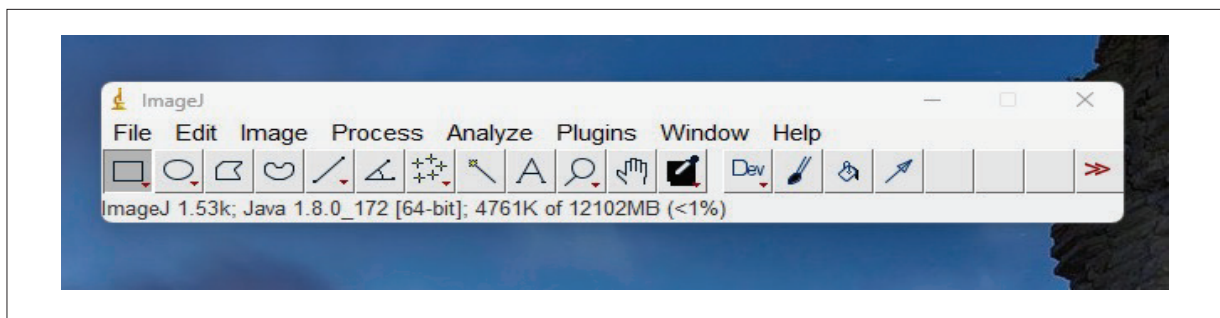 ImageJ
File Edit Image Process Analyze Plugins Window Help
A Dev >>
ImageJ 1.53k; Java 1.8.0_172 [64-bit]; 4761K of 12102MB (<1%)